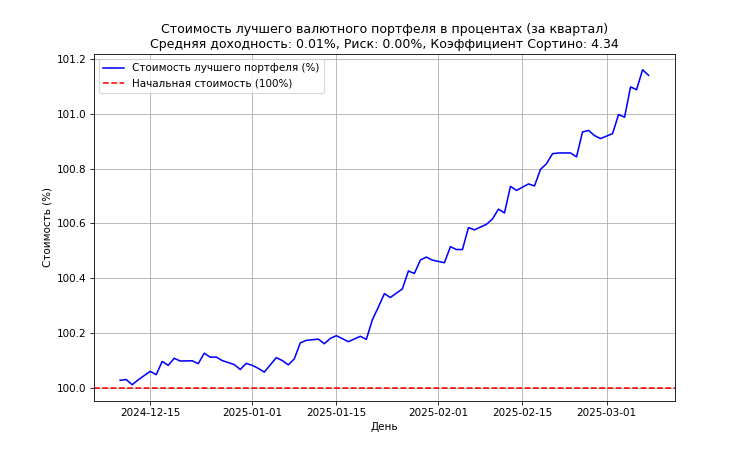 Стоимость лучшего валютного портфеля в процентах (за квартал)
Средняя доходность: 0.01%, Риск: 0.00%, Коэффициент Сортино: 4.34
Стоимость лучшего портфеля (%)
Начальная стоимость (100%)
Стоимость (%)
101.2
101.0
100.8
100.6
100.4
100.2
100.0
2024-12-15
2025-01-01
2025-01-15
2025-02-01
2025-02-15
2025-03-01
День